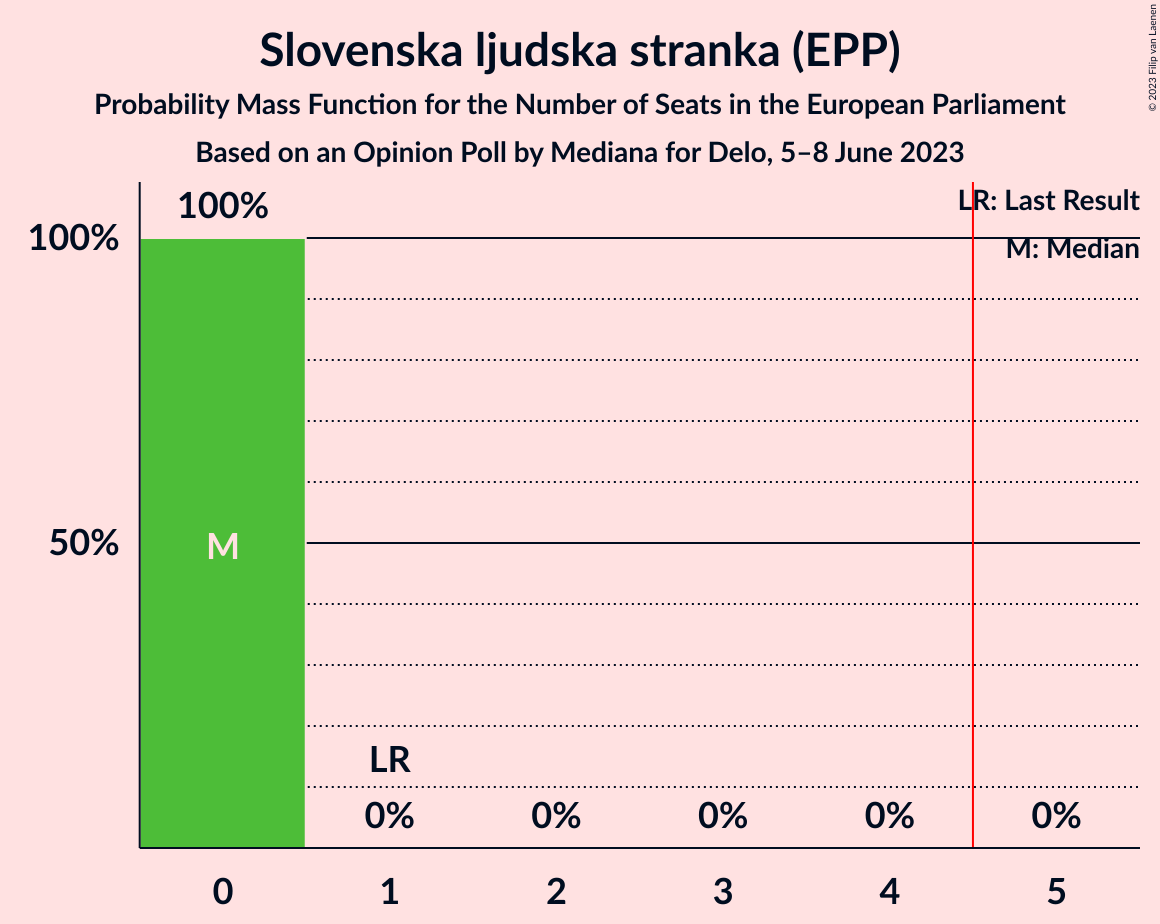 Slovenska ljudska stranka (EPP)
Probability Mass Function for the Number of Seats in the European Parliament
Based on an Opinion Poll by Mediana for Delo, 5–8 June 2023
© 2023 Filip van Laenen
LR: Last Result
M: Median
100%
100%
50%
M
LR
0%
0%
0%
0%
0%
0
1
2
3
4
5